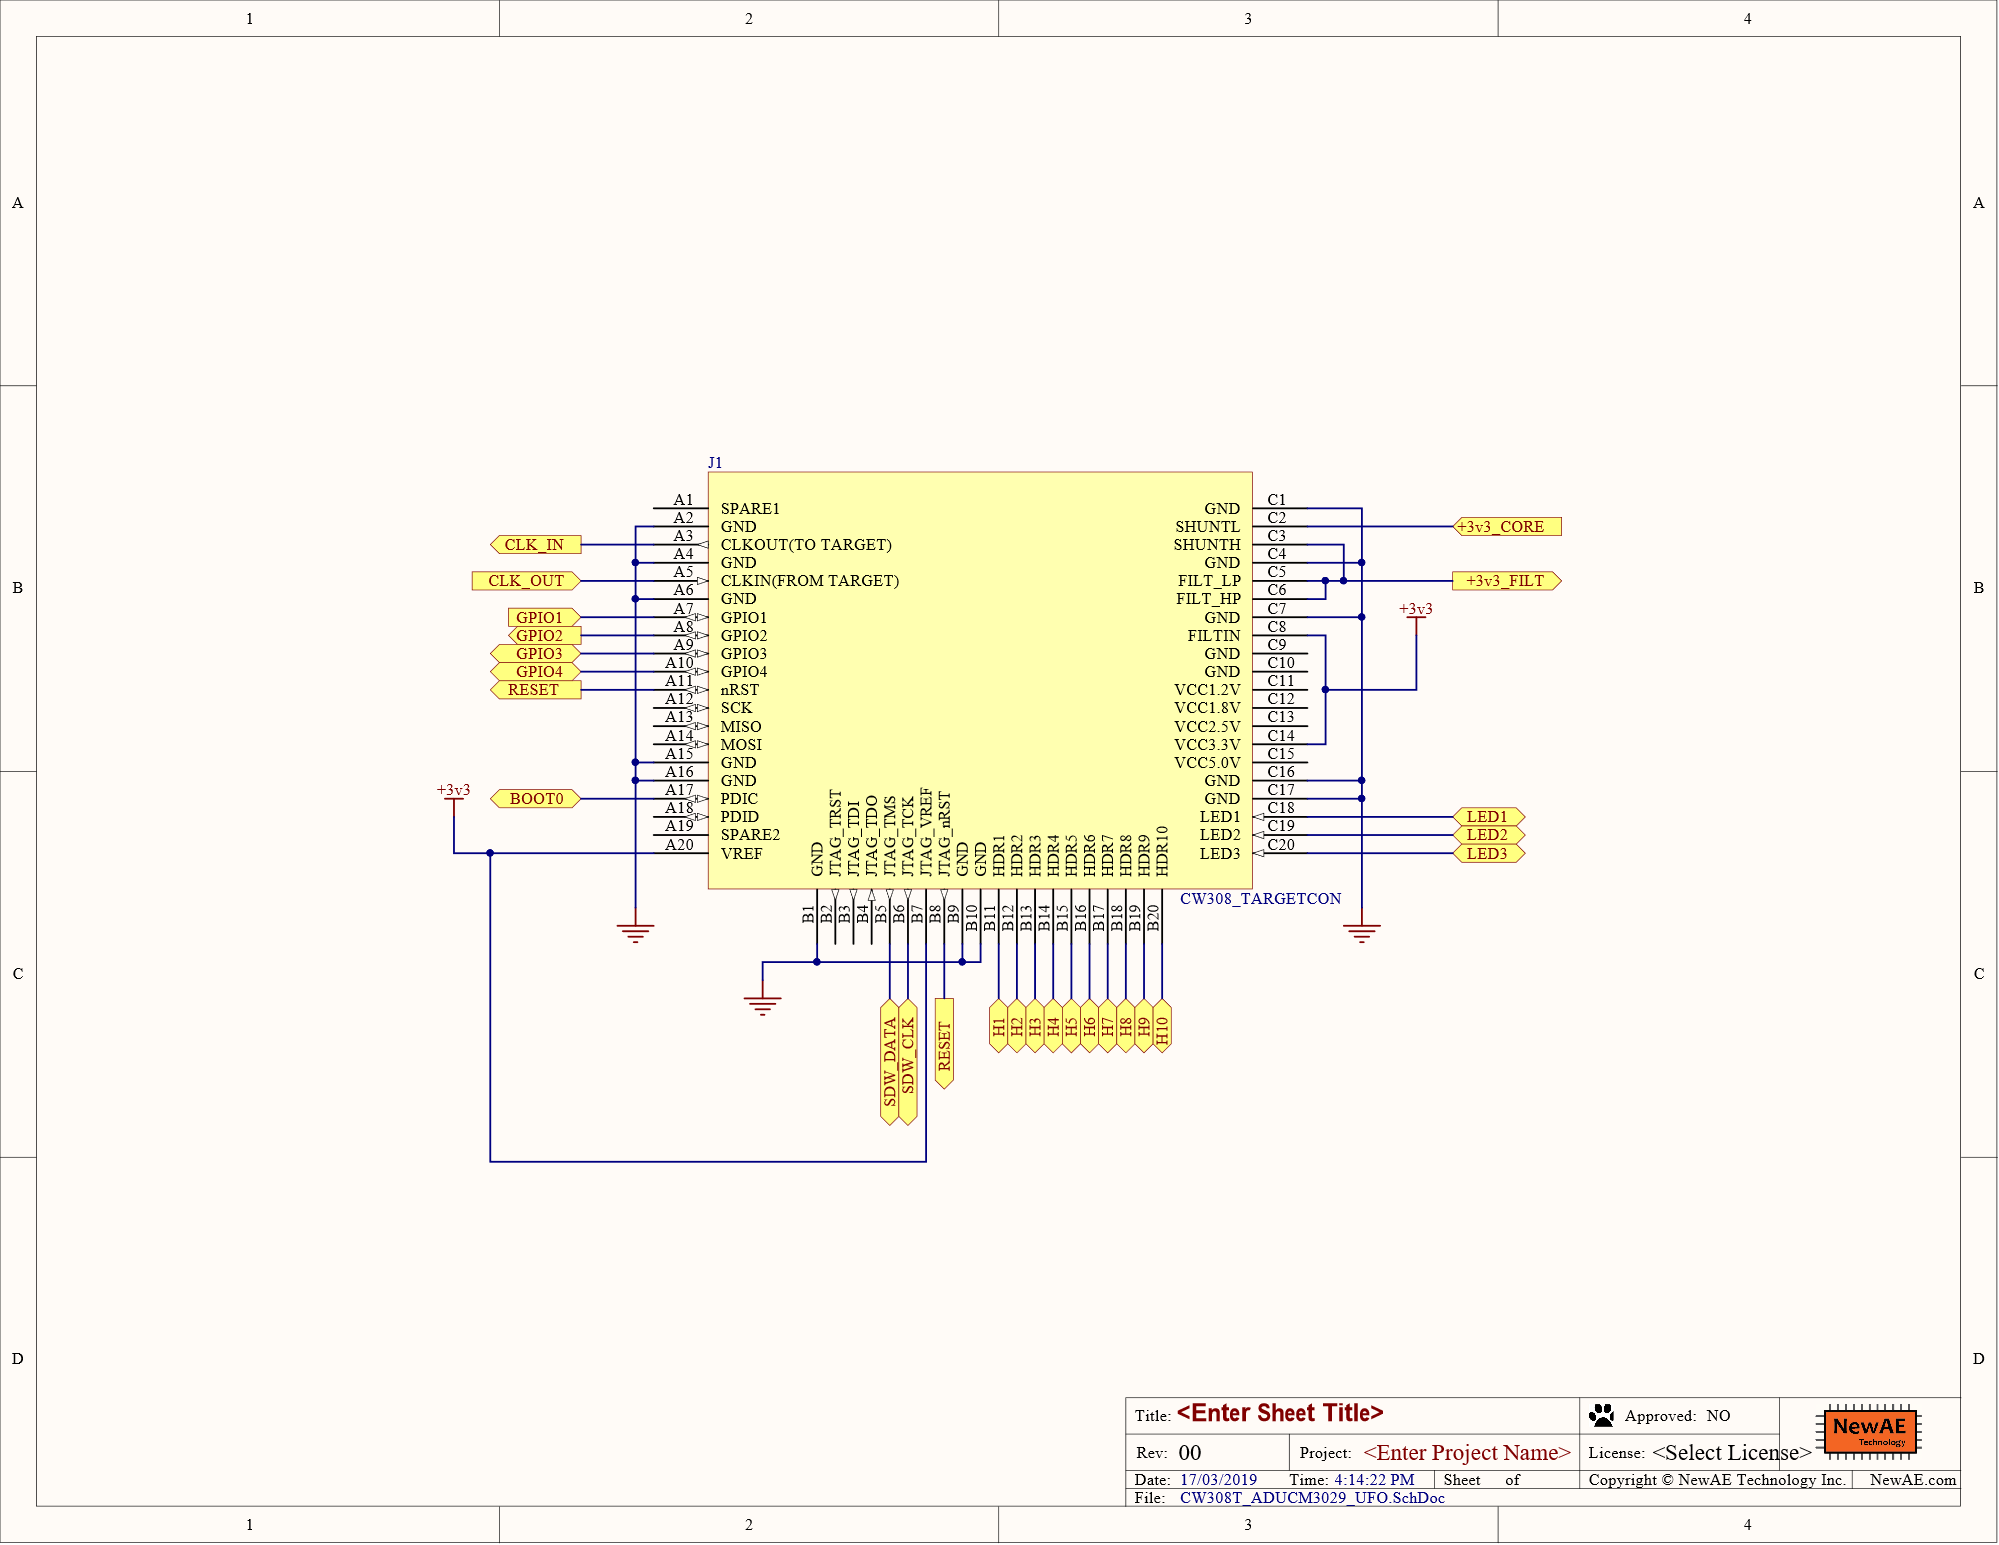 1 2 3 4
A A
B B
C C
D D
J1
A1 SPARE1
A2 GND
CLK_IN A3 CLKOUT(TO TARGET)
A4 GND
CLK_OUT A5 CLKIN(FROM TARGET)
A6 GND
GPIO1 A7 GPIO1
GPIO2 A8 GPIO2
GPIO3 A9 GPIO3
GPIO4 A10 GPIO4
RESET A11 nRST
A12 SCK
A13 MISO
A14 MOSI
A15 GND
A16 GND
+3v3
BOOT0 A17 PDIC
A18 PDID
A19 SPARE2
A20 VREF
GND C1
SHUNTL C2 +3v3_CORE
SHUNTH C3
GND C4
FILT_LP C5 +3v3_FILT
FILT_HP C6
+3v3
GND C7
FILTIN C8
GND C9
GND C10
VCC1.2V C11
VCC1.8V C12
VCC2.5V C13
VCC3.3V C14
VCC5.0V C15
GND C16
GND C17
LED1 C18 LED1
LED2 C19 LED2
LED3 C20 LED3
GND B1
JTAG_TRST B2
JTAG_TDI B3
JTAG_TDO B4
JTAG_TMS B5 SDW_DATA
JTAG_TCK B6 SDW_CLK
JTAG_VREF B7
JTAG_nRST B8 RESET
GND B9
GND B10
HDR1 B11 H1
HDR2 B12 H2
HDR3 B13 H3
HDR4 B14 H4
HDR5 B15 H5
HDR6 B16 H6
HDR7 B17 H7
HDR8 B18 H8
HDR9 B19 H9
HDR10 B20 H10
CW308_TARGETCON
Title: <Enter Sheet Title>
Approved: NO
NewAE
Technology
Rev: 00 Project: <Enter Project Name> License: <Select License>
Date: 17/03/2019 Time: 4:14:22 PM Sheet of Copyright © NewAE Technology Inc. NewAE.com
File: CW308T_ADUCM3029_UFO.SchDoc
1 2 3 4